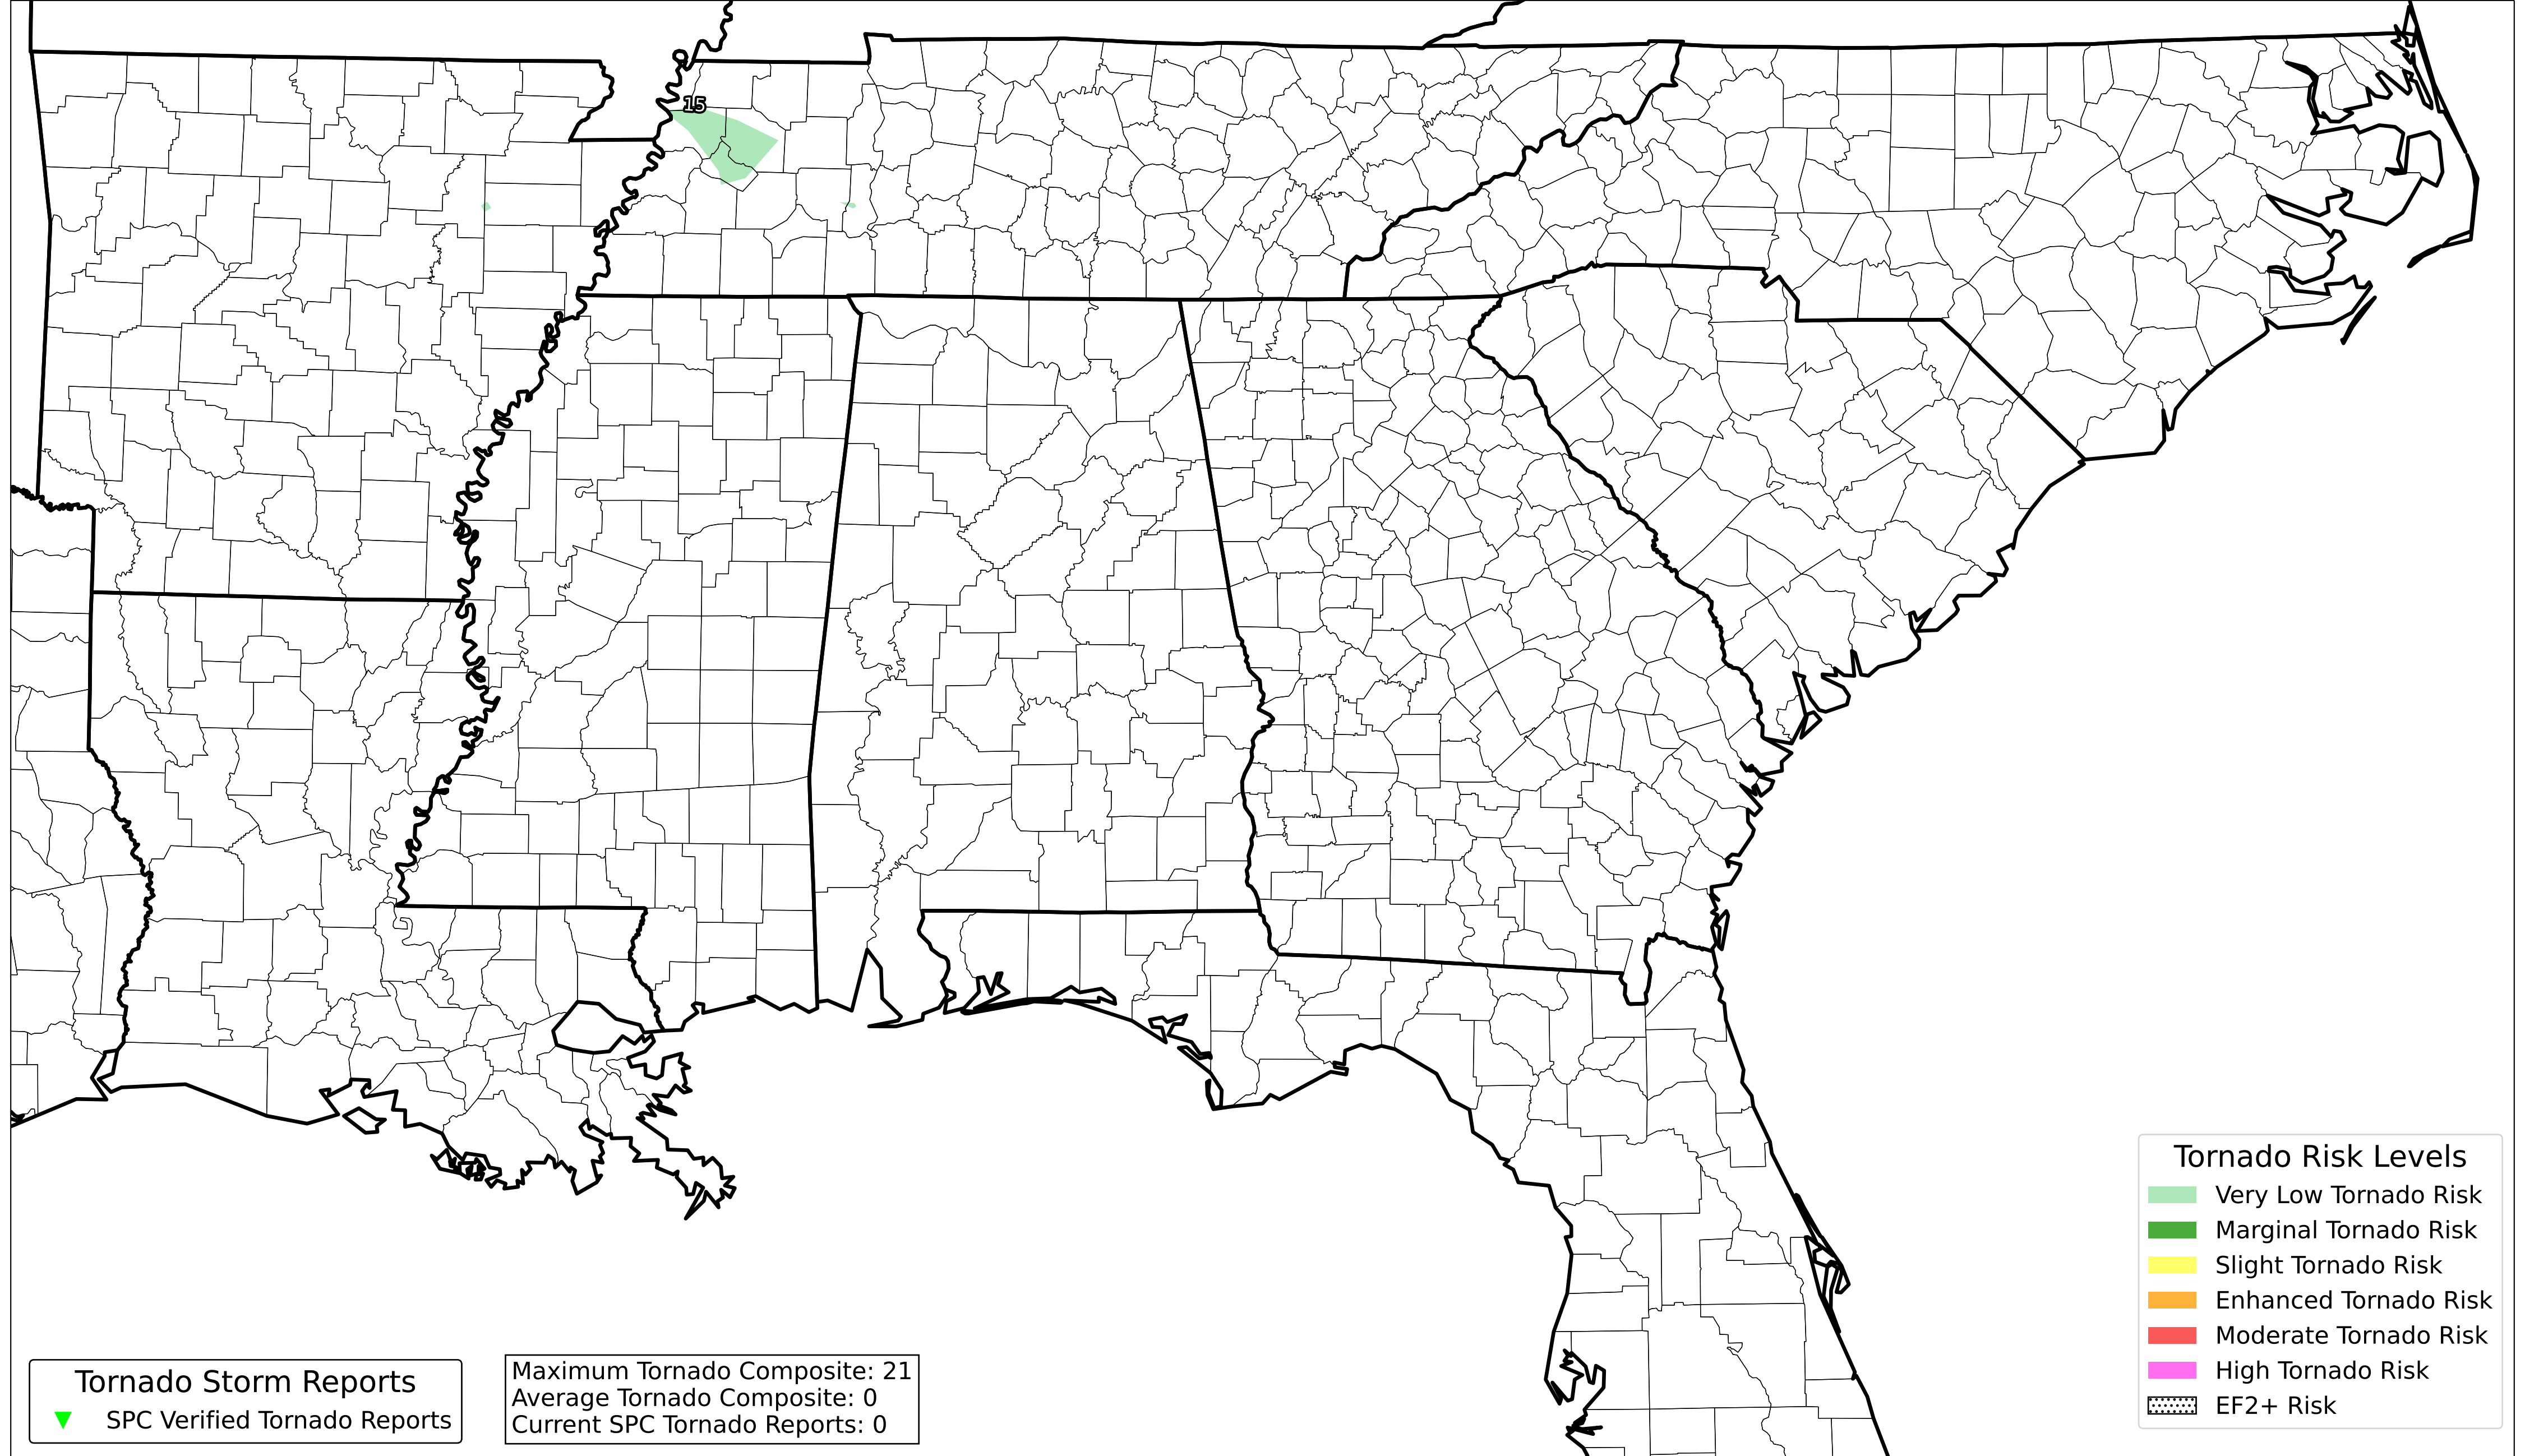 15
Tornado Risk Levels
Very Low Tornado Risk
Marginal Tornado Risk
Slight Tornado Risk
Enhanced Tornado Risk
Moderate Tornado Risk
High Tornado Risk
EF2+ Risk
Tornado Storm Reports
SPC Verified Tornado Reports
Maximum Tornado Composite: 21
Average Tornado Composite: 0
Current SPC Tornado Reports: 0